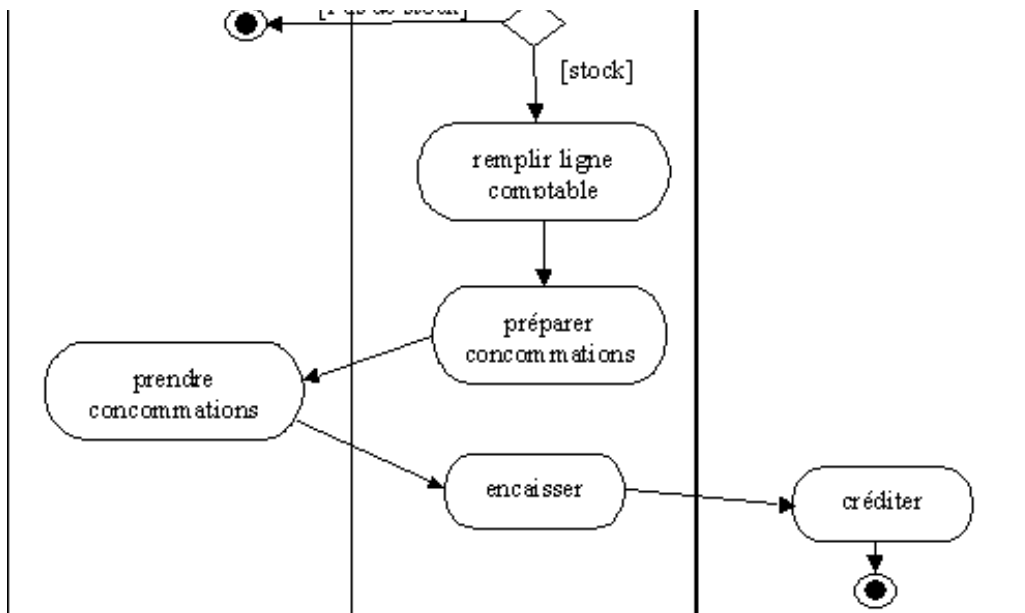 [stock]
remplir ligne
comptable
préparer
concommations
prendre
concommations
encaisser
créditer